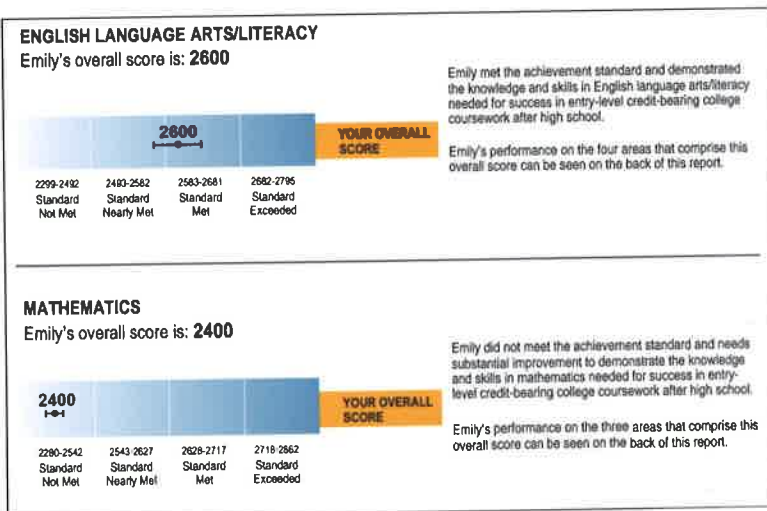 ENGLISH LANGUAGE ARTS/LITERACY
Emily's overall score is: 2600
Emily met the achievement standard and demonstrated
the knowledge and skills in English language arts/literacy
needed for success in entry-level credit-bearing college
coursework after high school.
Emily's performance on the four areas that comprise this
overall score can be seen on the back of this report.
2600
YOUR OVERALL
SCORE
2299-2492 2493-2582 2583-2681 2682-2795
Standard Standard Standard Standard
Not Met Nearly Met Met Exceeded
MATHEMATICS
Emily's overall score is: 2400
Emily did not meet the achievement standard and needs
substantial improvement to demonstrate the knowledge
and skills in mathematics needed for success in entry-
level credit-bearing college coursework after high school.
Emily's performance on the three areas that comprise this
overall score can be seen on the back of this report.
2400
YOUR OVERALL
SCORE
2280-2542 2543-2627 2628-2717 2718-2862
Standard Standard Standard Standard
Not Met Nearly Met Met Exceeded